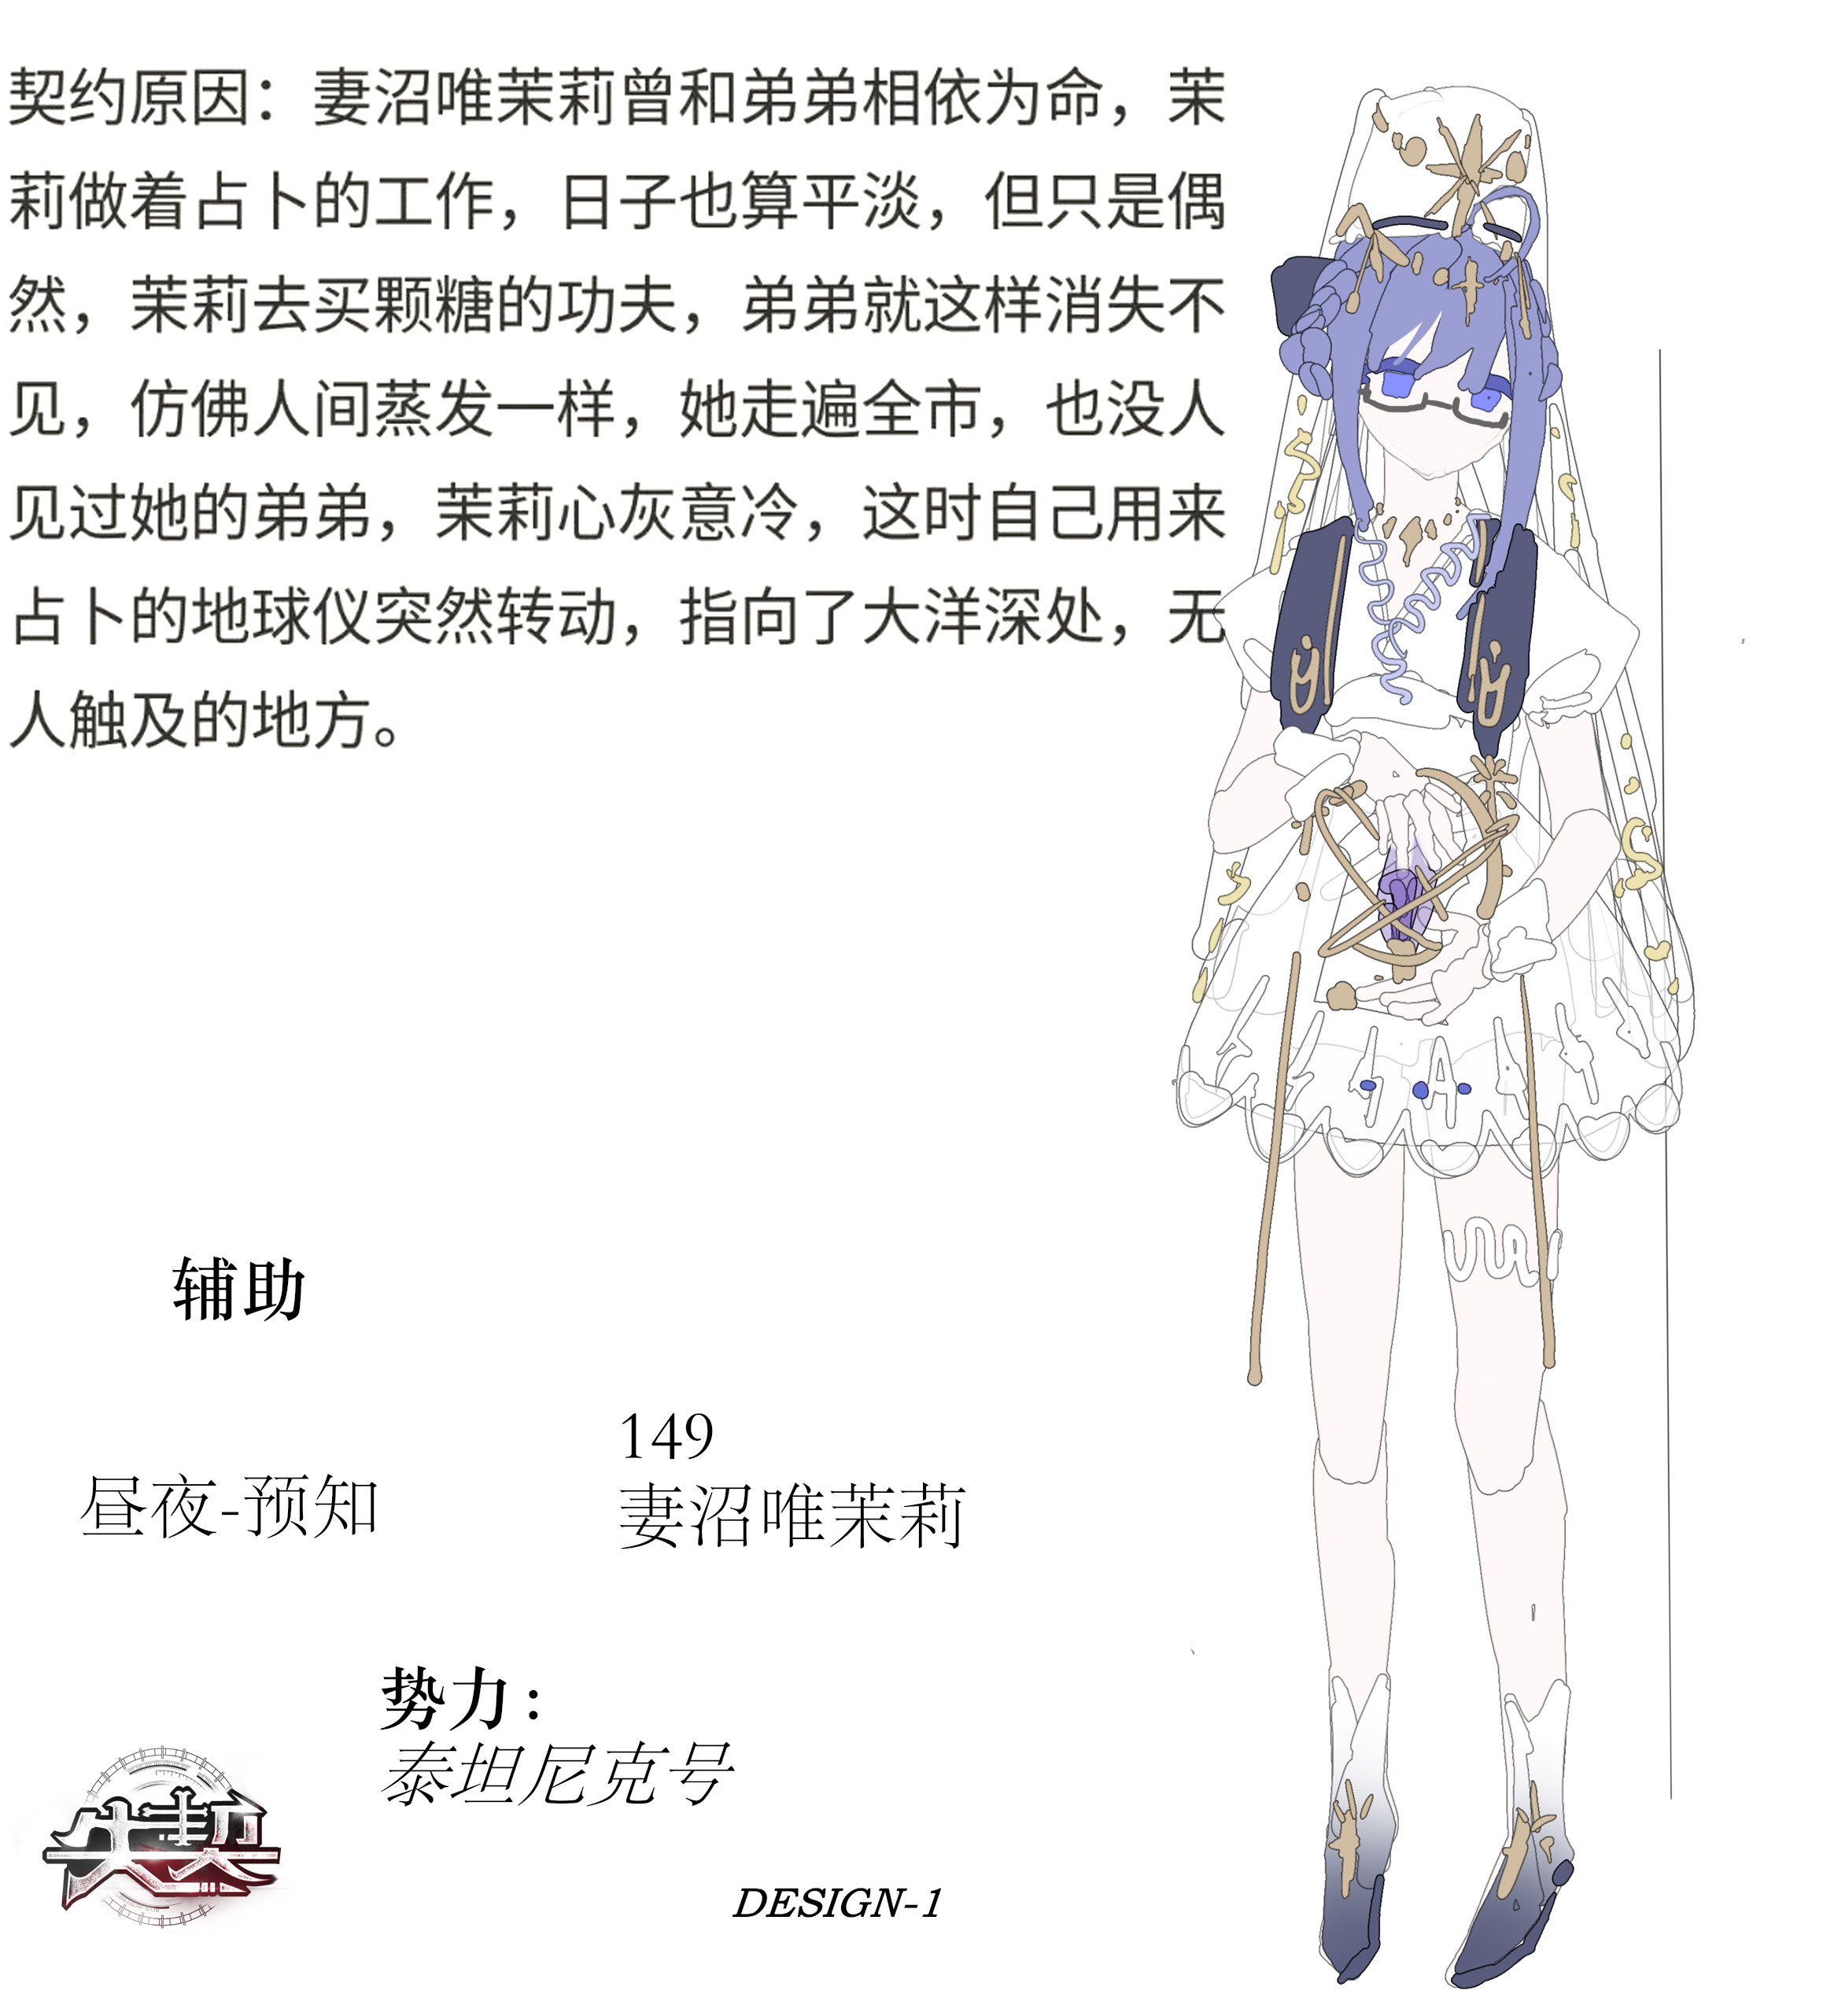 契约原因：妻沼唯茉莉曾和弟弟相依为命，茉
莉做着占卜的工作，日子也算平淡，但只是偶
然，茉莉去买颗糖的功夫，弟弟就这样消失不
见，仿佛人间蒸发一样，她走遍全市，也没人
见过她的弟弟，茉莉心灰意冷，这时自己用来
占卜的地球仪突然转动，指向了大洋深处，无
人触及的地方。
辅助
昼夜-预知
149
妻沼唯茉莉
势力：
泰坦尼克号
失契
DESIGN-1